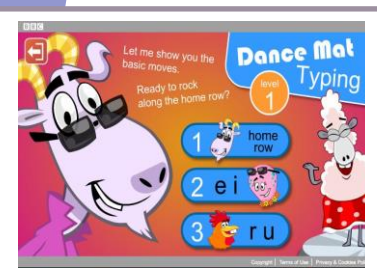 BBC
Let me show you the
basic moves.
Ready to rock
along the home row?
Dance Mat
Typing
level
1
1 home
row
2 e i
3 r u
Copyright | Terms of Use | Privacy & Cookies Pol